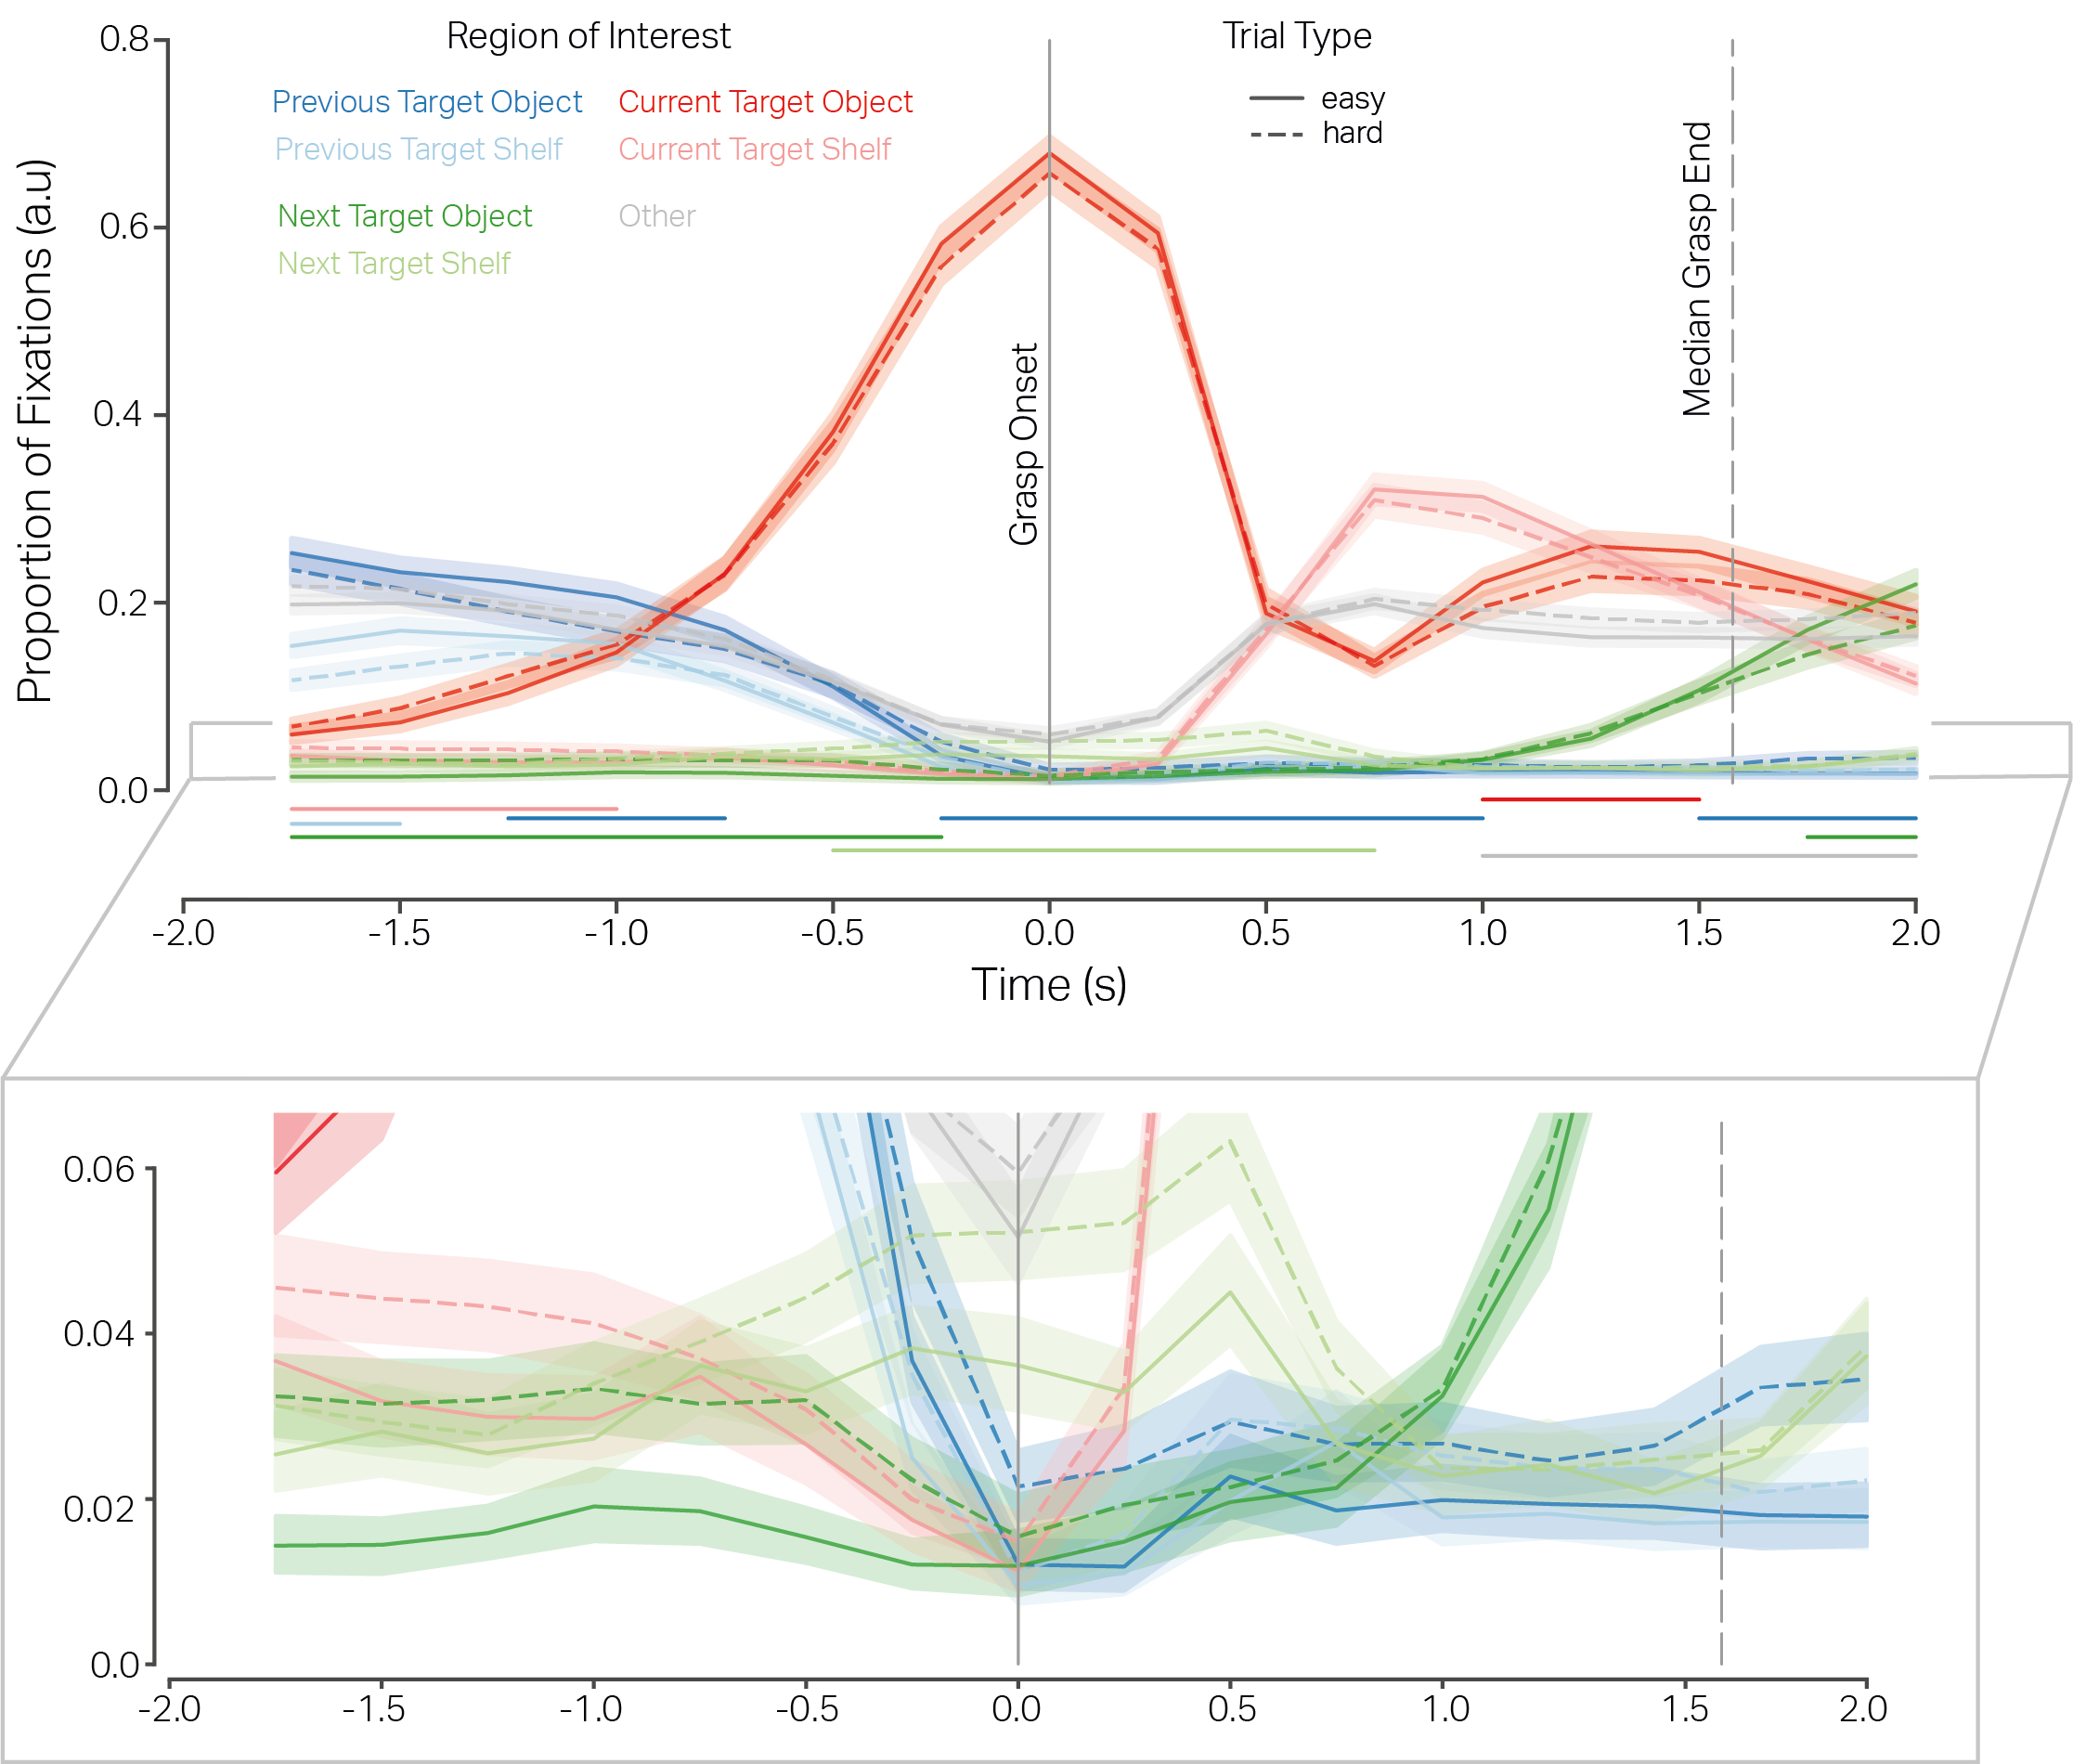 Region of Interest
Trial Type
Previous Target Object
Current Target Object
Previous Target Shelf
Current Target Shelf
Next Target Object
Other
Next Target Shelf
easy
hard
Grasp Onset
Median Grasp End
Proportion of Fixations (a.u)
0.8
0.6
0.4
0.2
0.0
-2.0 -1.5 -1.0 -0.5 0.0 0.5 1.0 1.5 2.0
Time (s)
0.06
0.04
0.02
0.0
-2.0 -1.5 -1.0 -0.5 0.0 0.5 1.0 1.5 2.0